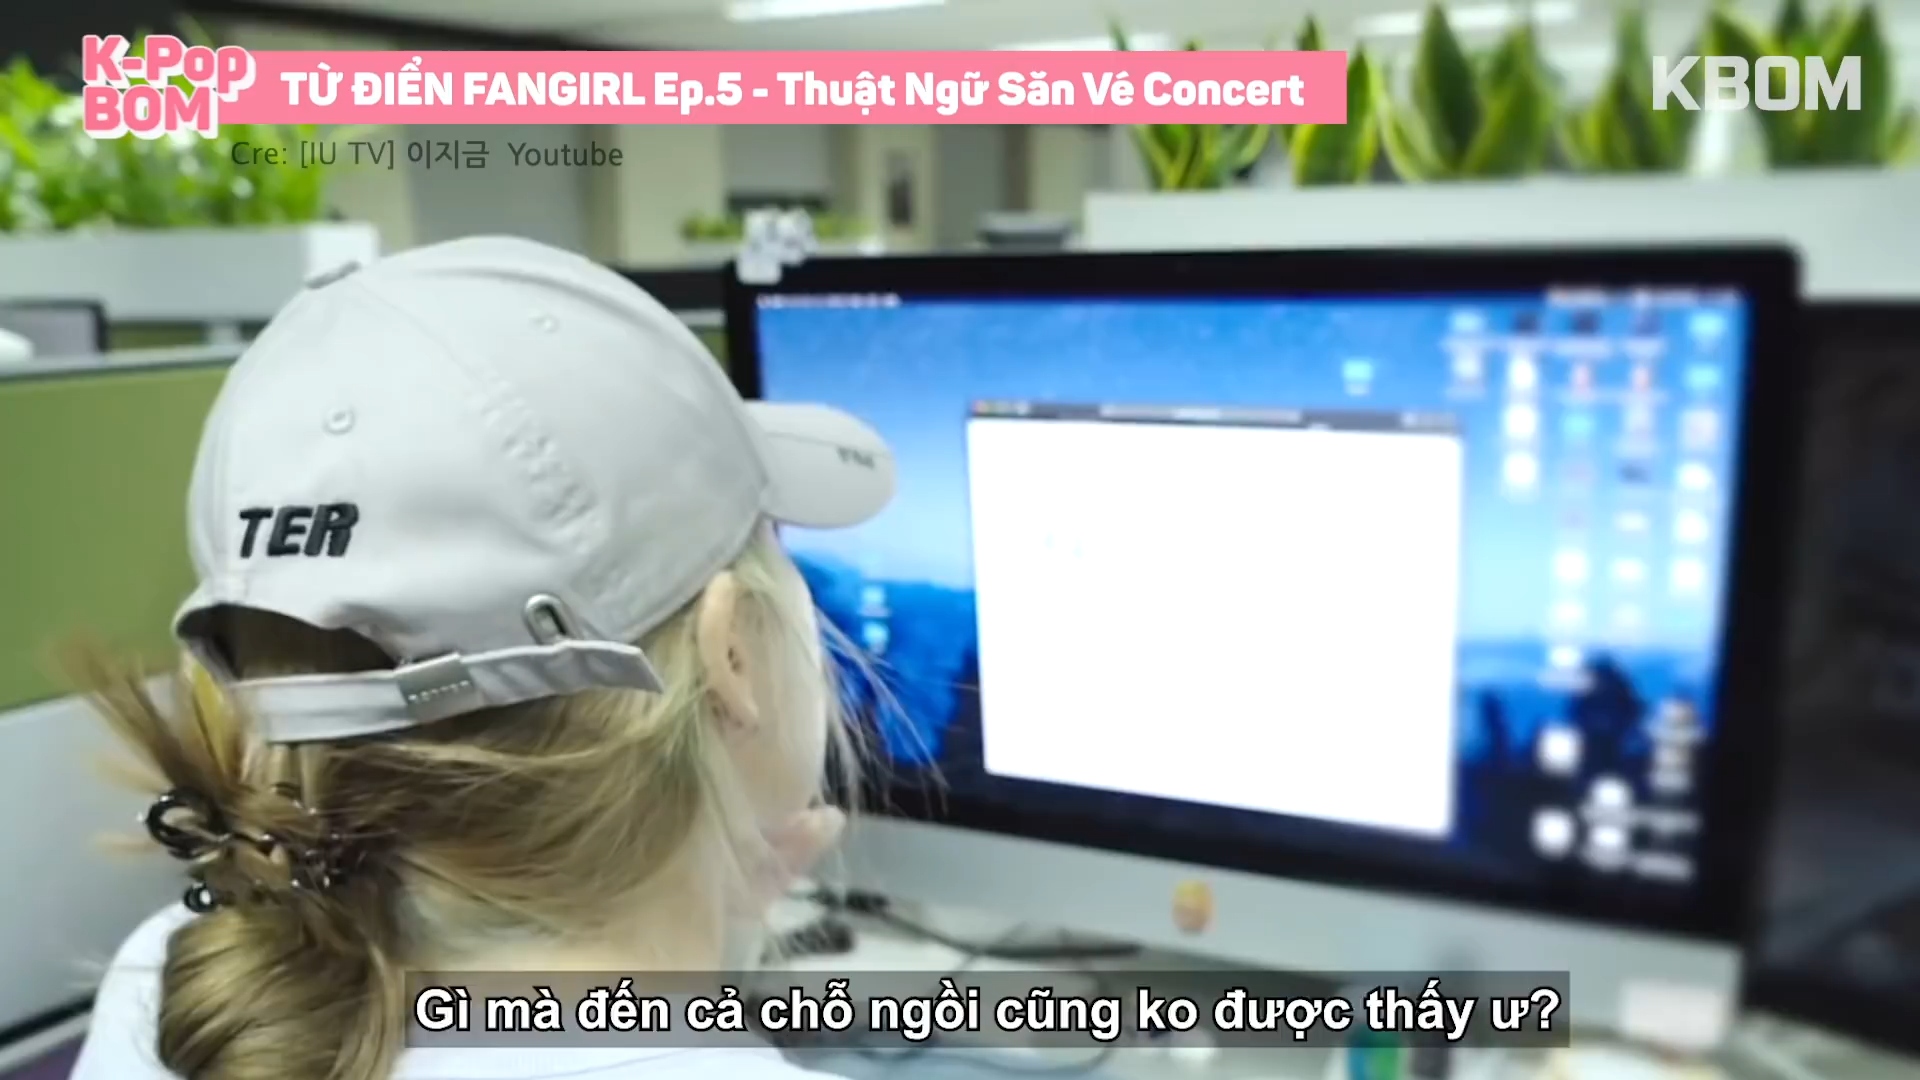 K-Pop
BOM
TỪ ĐIỂN FANGIRL Ep.5 - Thuật Ngữ Săn Vé Concert
KBOM
Cre: [IU TV] 이지금 Youtube
TER
Gì mà đến cả chỗ ngồi cũng ko được thấy ư?